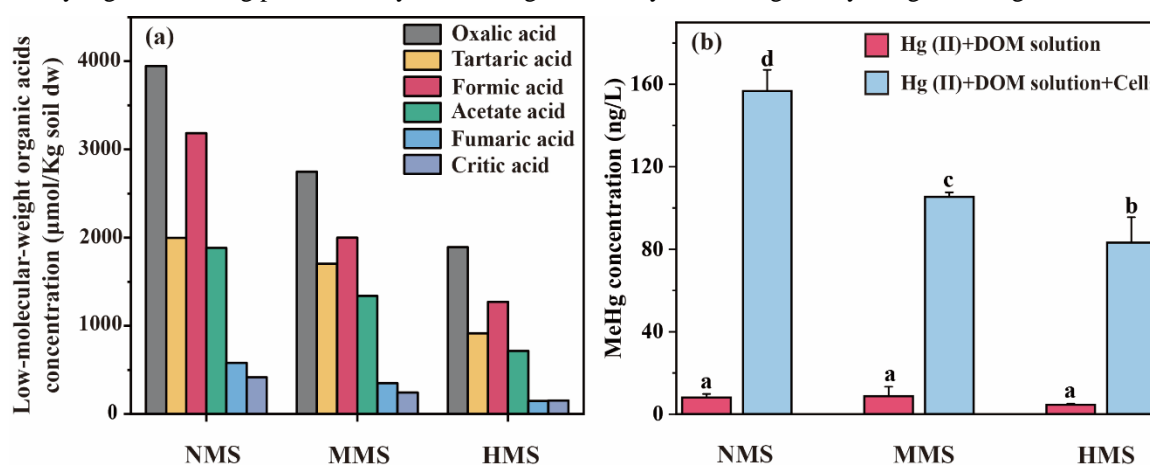 (a)
Oxalic acid
Tartaric acid
Formic acid
Acetate acid
Fumaric acid
Critic acid
Low-molecular-weight organic acids
concentration (μmol/Kg soil dw)
4000
3000
2000
1000
0
NMS MMS HMS
(b)
Hg (II)+DOM solution
Hg (II)+DOM solution+Cell
MeHg concentration (ng/L)
160
120
80
40
0
a d a c a b
NMS MMS HMS